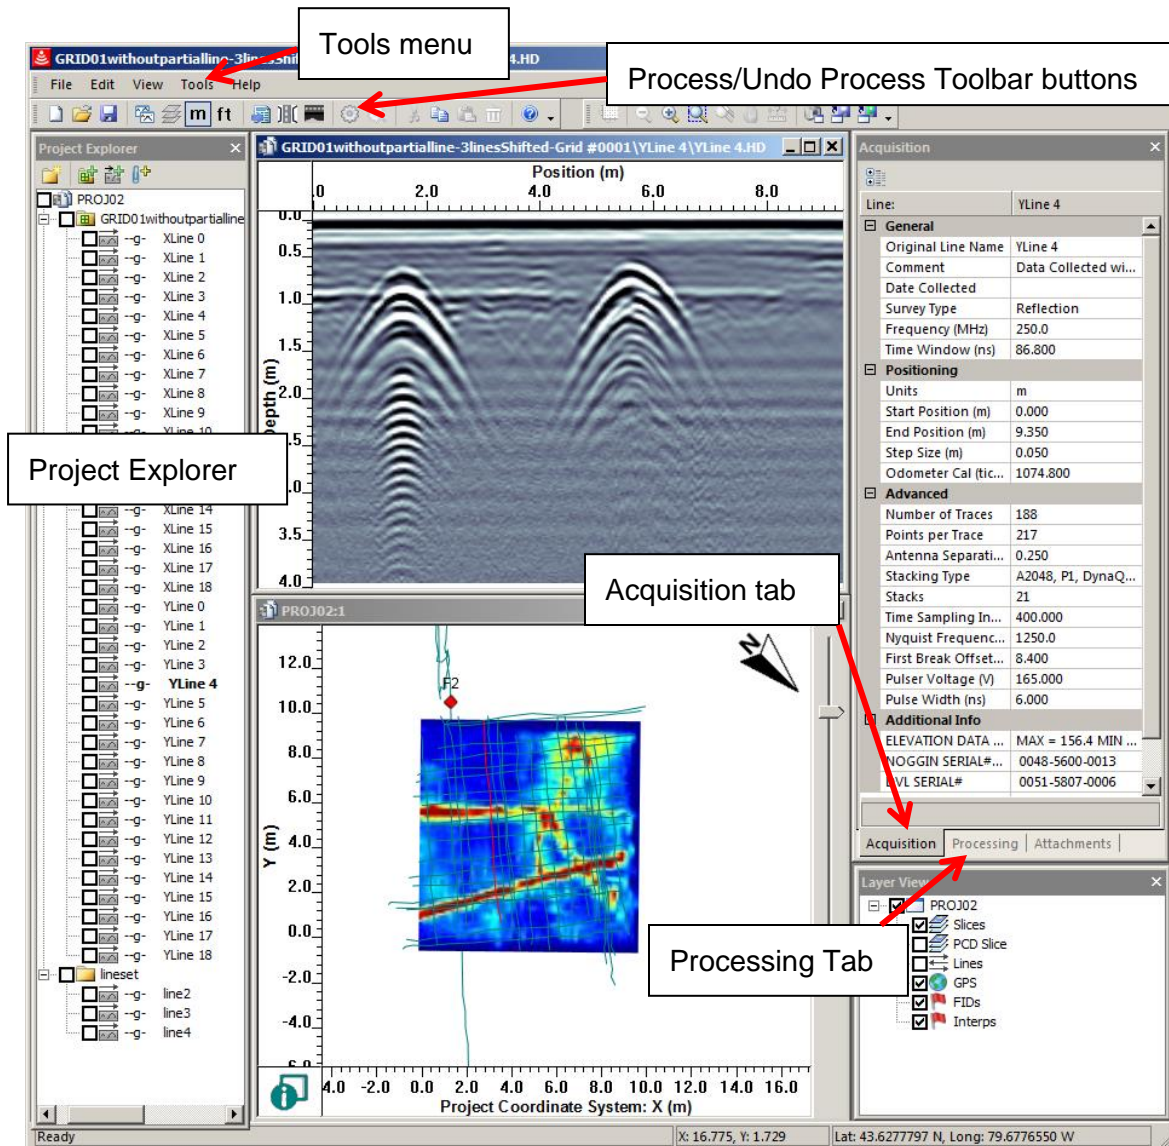 Tools menu
GRID01withoutpartialline-3linesShif
4.HD
File Edit View Tools Help
Process/Undo Process Toolbar buttons
m ft
Project Explorer
PROJ02
GRID01withoutpartialline
--g- XLine 0
--g- XLine 1
--g- XLine 2
--g- XLine 3
--g- XLine 4
--g- XLine 5
--g- XLine 6
--g- XLine 7
--g- XLine 8
--g- XLine 9
--g- XLine 10
Project Explorer
--g- XLine 14
--g- XLine 15
--g- XLine 16
--g- XLine 17
--g- XLine 18
--g- YLine 0
--g- YLine 1
--g- YLine 2
--g- YLine 3
--g- YLine 4
--g- YLine 5
--g- YLine 6
--g- YLine 7
--g- YLine 8
--g- YLine 9
--g- YLine 10
--g- YLine 11
--g- YLine 12
--g- YLine 13
--g- YLine 14
--g- YLine 15
--g- YLine 16
--g- YLine 17
--g- YLine 18
lineset
--g- line2
--g- line3
--g- line4
GRID01withoutpartialline-3linesShifted-Grid #0001\YLine 4\YLine 4.HD
Position (m)
.0 2.0 4.0 6.0 8.0
0.0
0.5
1.0
1.5
2.0
.5
.0
3.5
4.0
Depth (m)
PROJ02:1
N
F2
12.0
10.0
8.0
6.0
4.0
2.0
0.0
-2.0
-4.0
Y (m)
4.0 -2.0 0.0 2.0 4.0 6.0 8.0 10.0 12.0 14.0 16.0
Project Coordinate System: X (m)
Acquisition
Line: YLine 4
General
Original Line Name YLine 4
Comment Data Collected wi...
Date Collected
Survey Type Reflection
Frequency (MHz) 250.0
Time Window (ns) 86.800
Positioning
Units m
Start Position (m) 0.000
End Position (m) 9.350
Step Size (m) 0.050
Odometer Cal (tic... 1074.800
Advanced
Number of Traces 188
Points per Trace 217
Antenna Separati... 0.250
Stacking Type A2048, P1, DynaQ...
Stacks 21
Time Sampling In... 400.000
Nyquist Frequenc... 1250.0
First Break Offset... 8.400
Pulser Voltage (V) 165.000
Pulse Width (ns) 6.000
Additional Info
ELEVATION DATA ... MAX = 156.4 MIN ...
NOGGIN SERIAL#... 0048-5600-0013
DVL SERIAL# 0051-5807-0006
Acquisition tab
Acquisition Processing Attachments
Layer View
PROJ02
Slices
PCD Slice
Lines
GPS
FIDs
Interps
Processing Tab
Ready
X: 16.775, Y: 1.729
Lat: 43.6277797 N, Long: 79.6776550 W